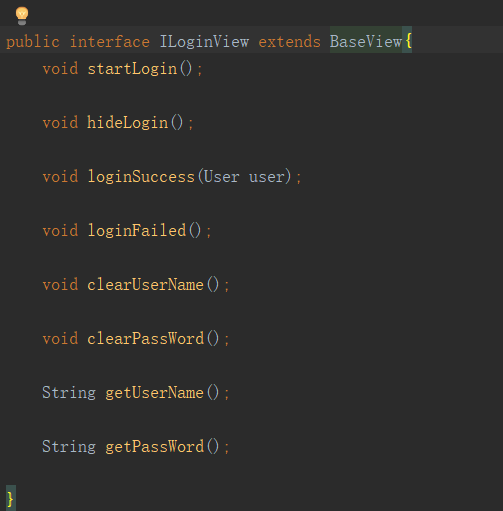 public interface ILoginView extends BaseView{
void startLogin();
void hideLogin();
void loginSuccess(User user);
void loginFailed();
void clearUserName();
void clearPassWord();
String getUserName();
String getPassWord();
}